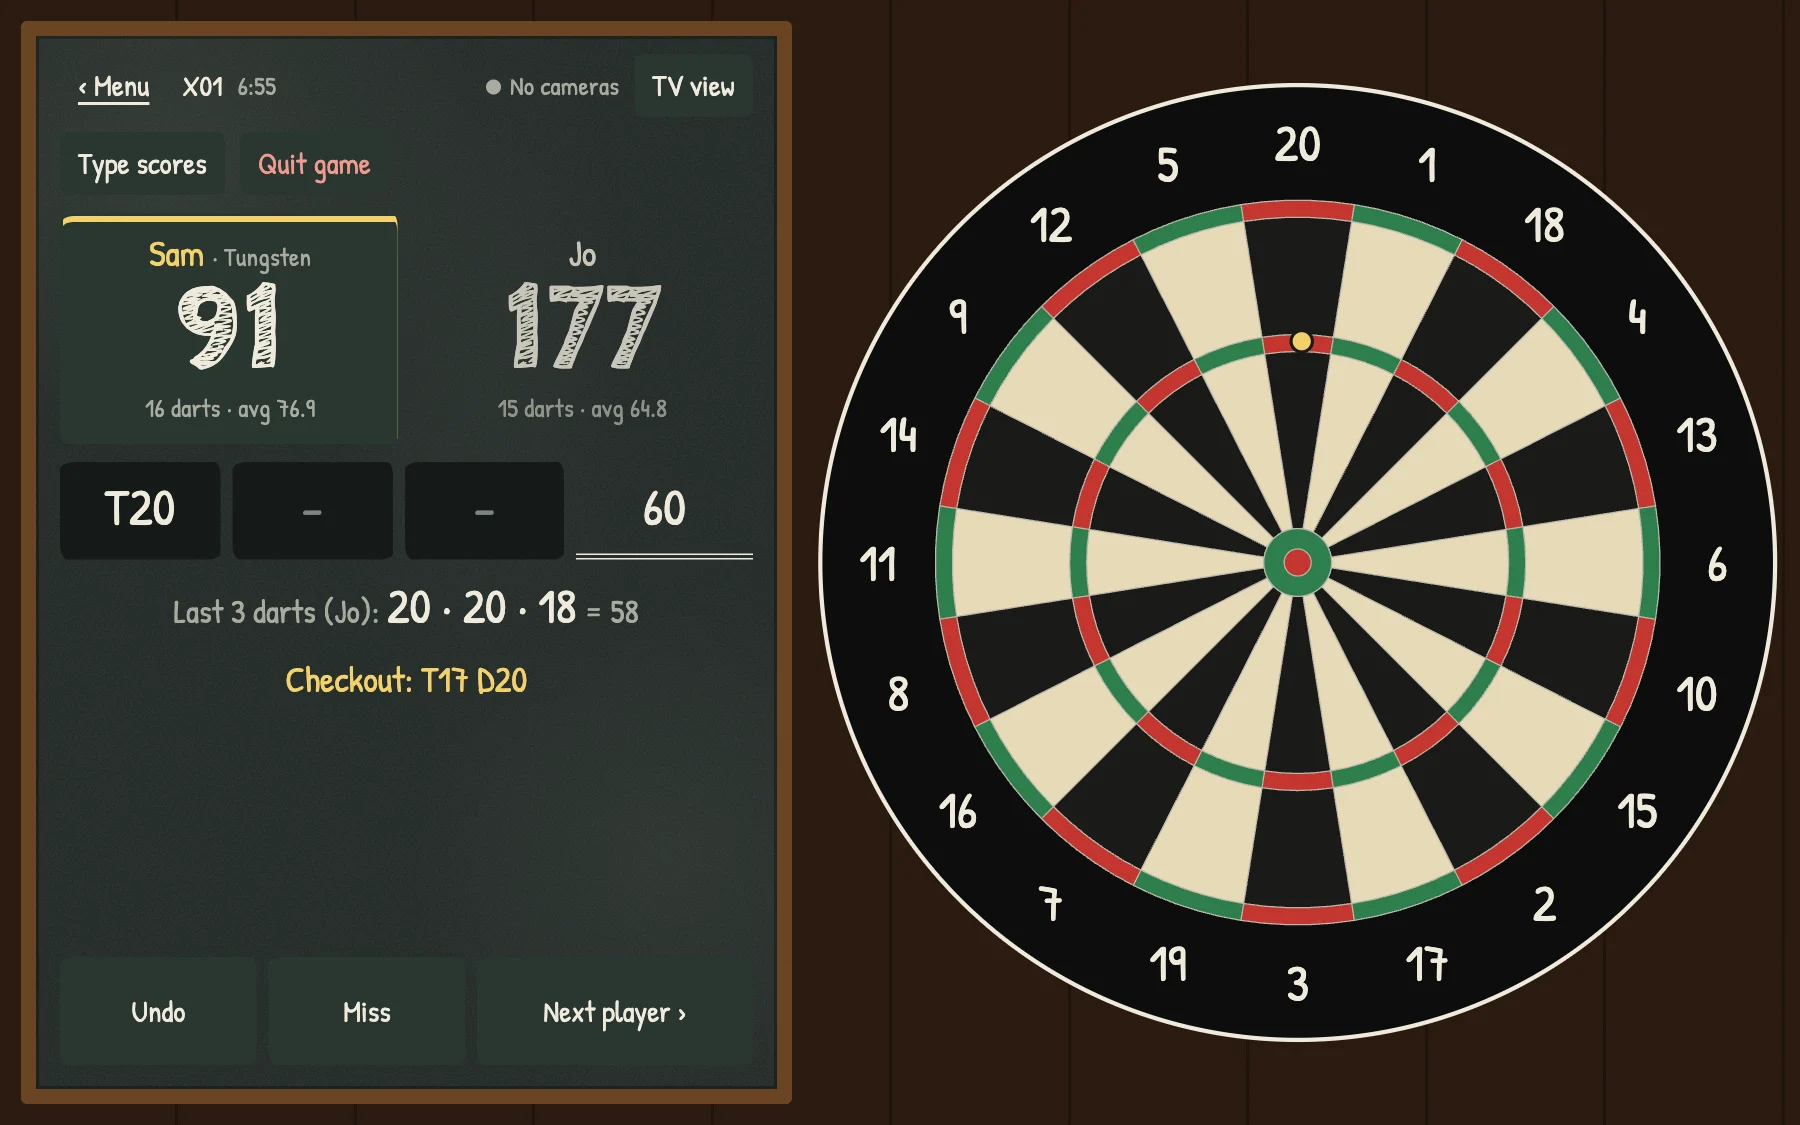 ‹ Menu X01 6:55 No cameras TV view
Type scores Quit game
Sam · Tungsten
91
16 darts · avg 76.9
Jo
177
15 darts · avg 64.8
T20 – – 60
Last 3 darts (Jo): 20 · 20 · 18 = 58
Checkout: T17 D20
Undo Miss Next player ›
20
1
18
4
13
6
10
15
2
17
3
19
7
16
8
11
14
9
12
5